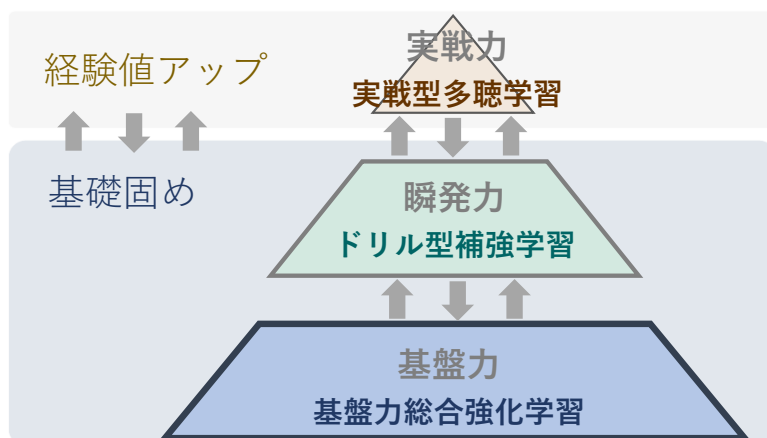 経験値アップ
基礎固め
実戦力
実戦型多聴学習
瞬発力
ドリル型補強学習
基盤力
基盤力総合強化学習